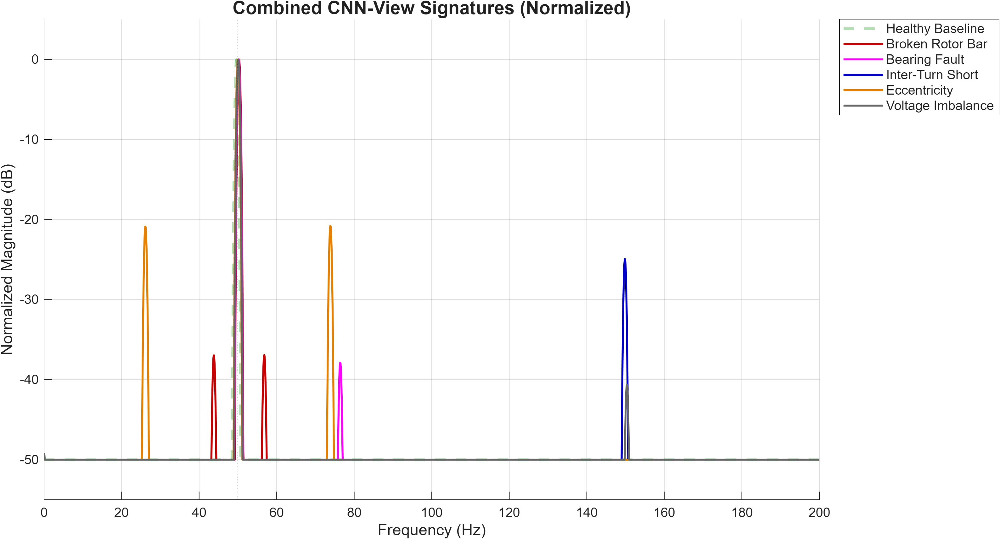 Combined CNN-View Signatures (Normalized)
Healthy Baseline
Broken Rotor Bar
Bearing Fault
Inter-Turn Short
Eccentricity
Voltage Imbalance
Normalized Magnitude (dB)
0
-10
-20
-30
-40
-50
0 20 40 60 80 100 120 140 160 180 200
Frequency (Hz)